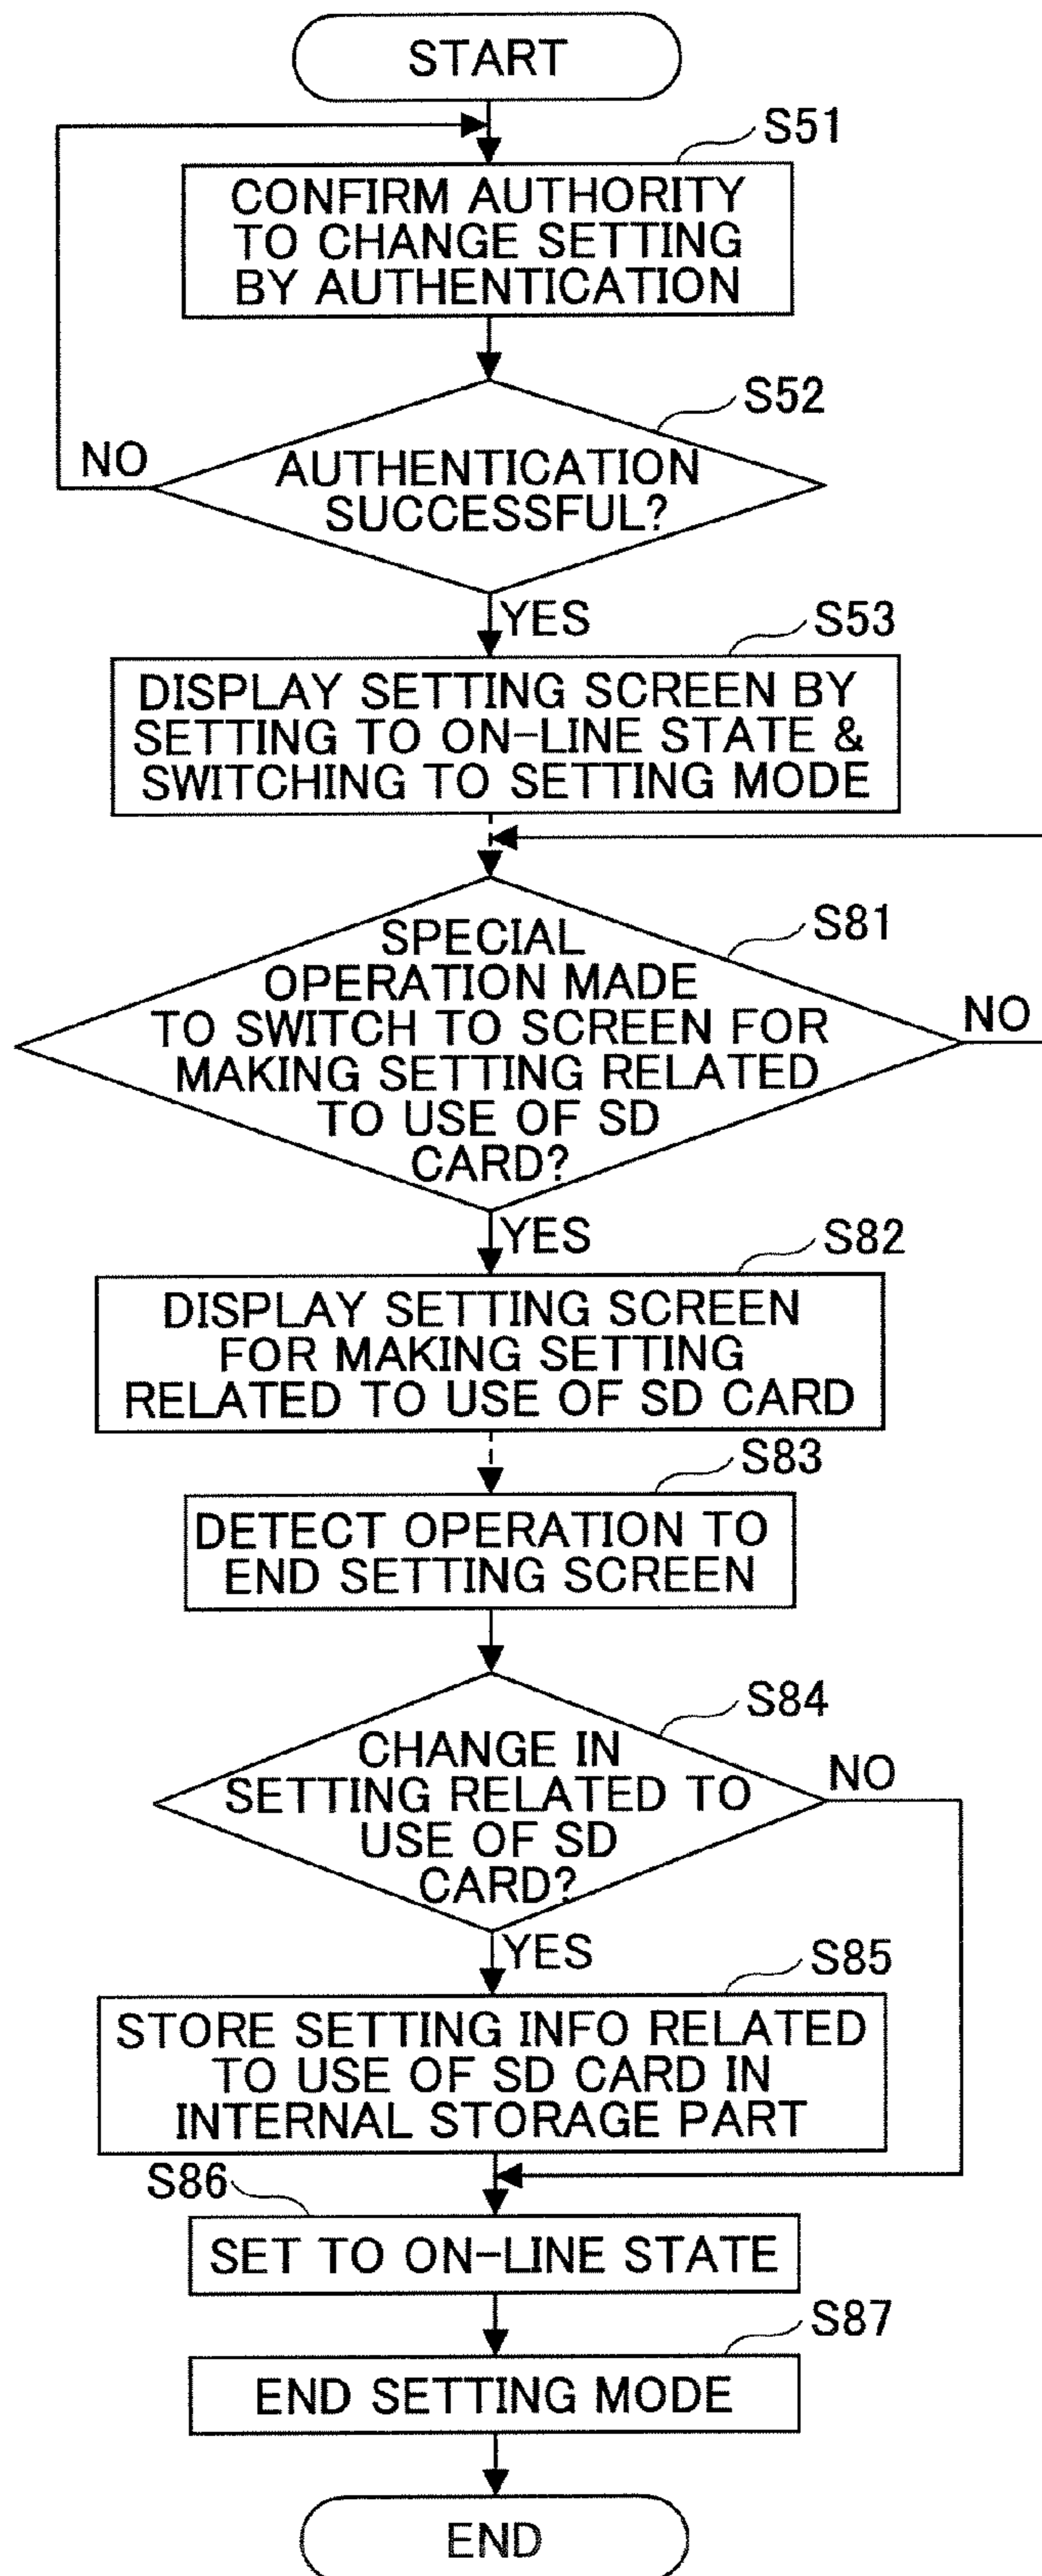 START
S51
CONFIRM AUTHORITY
TO CHANGE SETTING
BY AUTHENTICATION
S52
NO
AUTHENTICATION
SUCCESSFUL?
YES
S53
DISPLAY SETTING SCREEN BY
SETTING TO ON-LINE STATE &
SWITCHING TO SETTING MODE
S81
SPECIAL
OPERATION MADE
TO SWITCH TO SCREEN FOR
MAKING SETTING RELATED
TO USE OF SD
CARD?
NO
YES
S82
DISPLAY SETTING SCREEN
FOR MAKING SETTING
RELATED TO USE OF SD CARD
S83
DETECT OPERATION TO
END SETTING SCREEN
S84
CHANGE IN
SETTING RELATED TO
USE OF SD
CARD?
NO
YES
S85
STORE SETTING INFO RELATED
TO USE OF SD CARD IN
INTERNAL STORAGE PART
S86
SET TO ON-LINE STATE
S87
END SETTING MODE
END